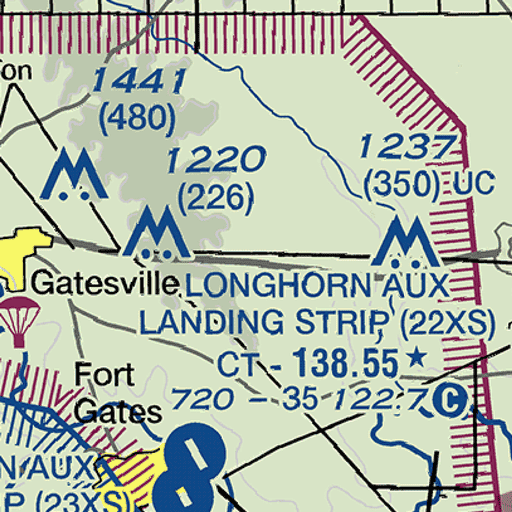 ton
1441
(480)
1220
(226)
1237
(350) UC
Gatesville
LONGHORN AUX
LANDING STRIP (22XS)
CT - 138.55 ★
720 - 35 122.7 C
Fort
Gates
N AUX
P (23XS)